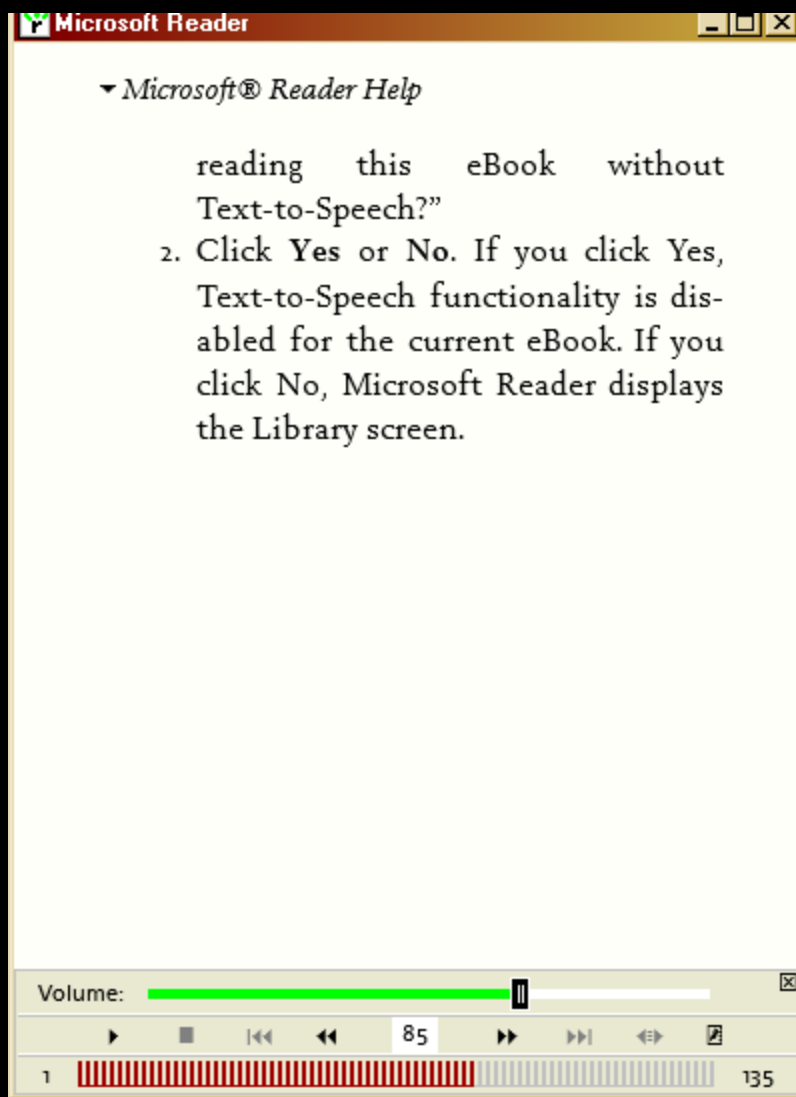 Microsoft Reader
Microsoft® Reader Help
reading this eBook without
Text-to-Speech?”
2. Click Yes or No. If you click Yes,
Text-to-Speech functionality is dis-
abled for the current eBook. If you
click No, Microsoft Reader displays
the Library screen.
Volume:
85
1 135